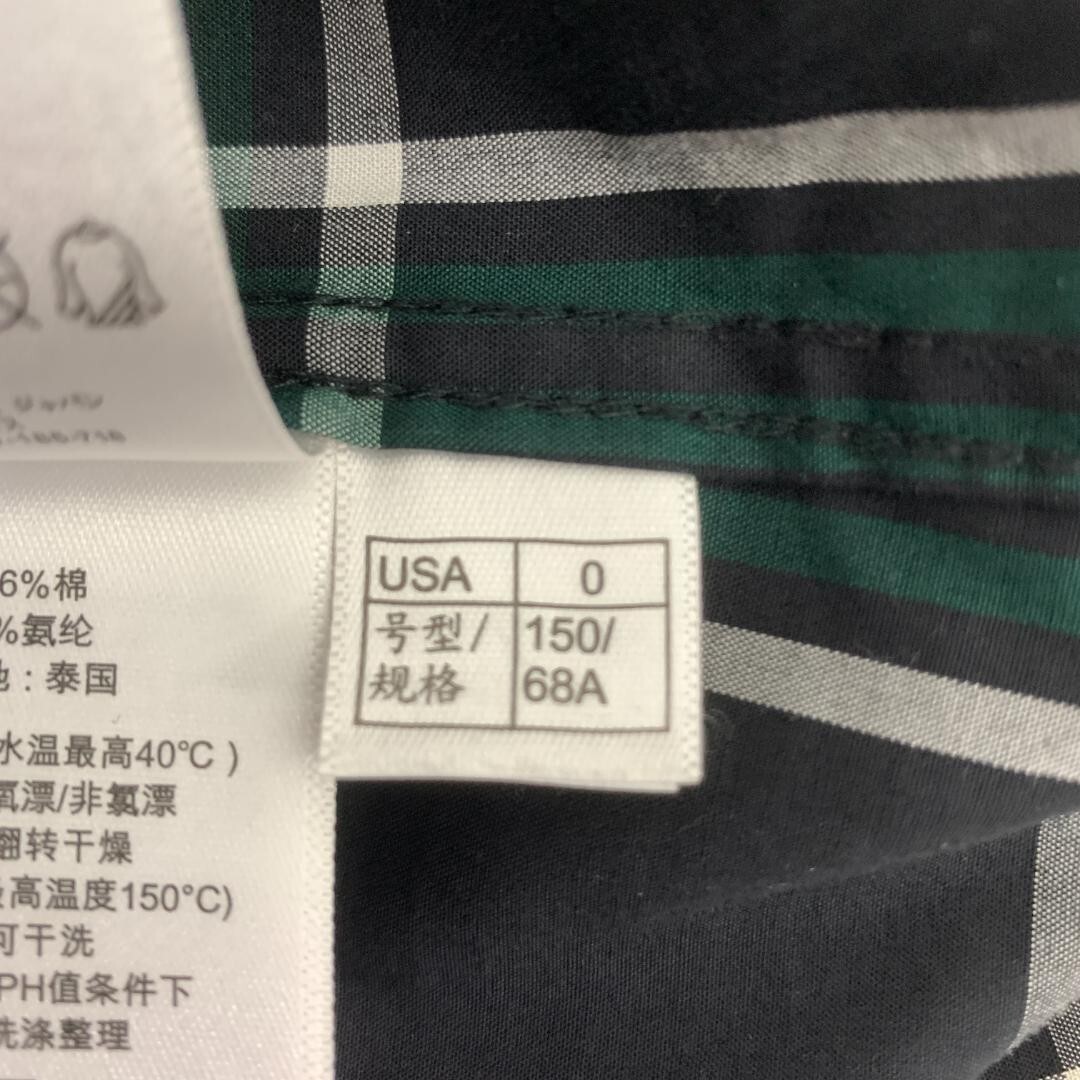 USA 0
号型/ 150/
规格 68A
6%棉
%氨纶
: 泰国
水温最高40℃ )
氧漂/非氯漂
翻转干燥
最高温度150°C)
可干洗
PH值条件下
洗涤整理